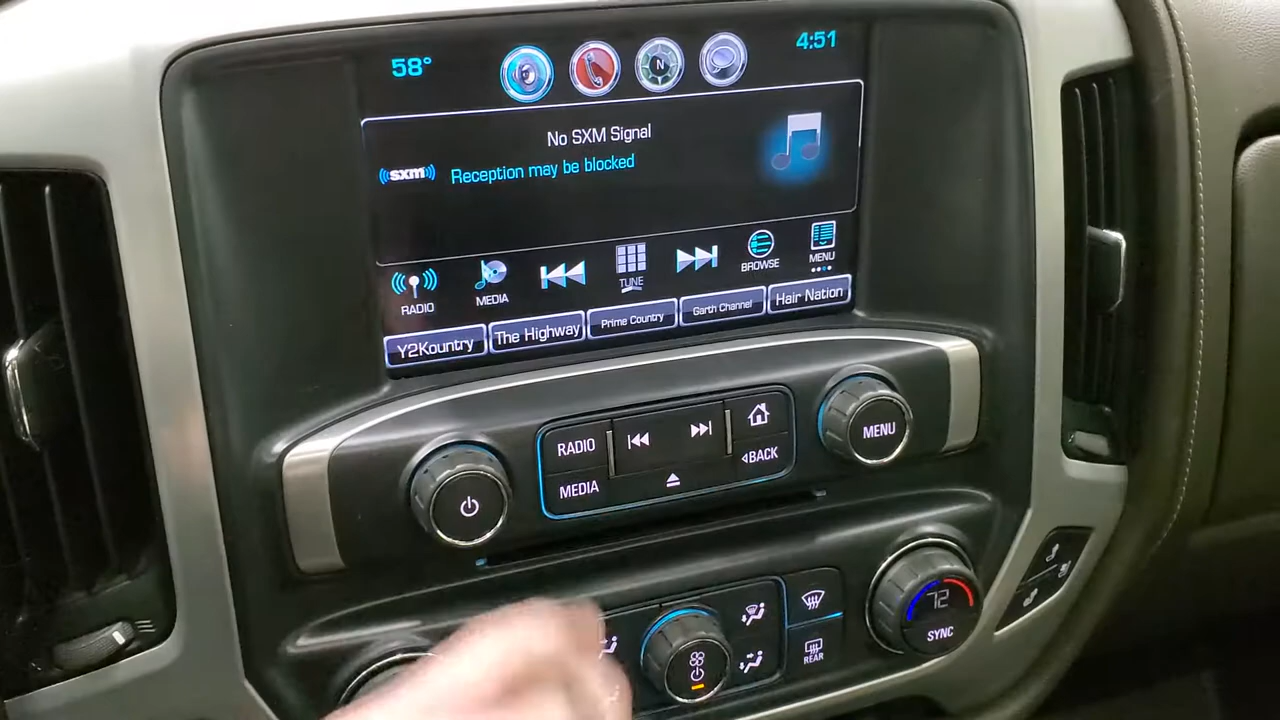 58°
N
4:51
No SXM Signal
((sxm))
Reception may be blocked
RADIO
MEDIA
TUNE
BROWSE
MENU
Y2Kountry
The Highway
Prime Country
Garth Channel
Hair Nation
RADIO
MEDIA
BACK
MENU
REAR
72
SYNC